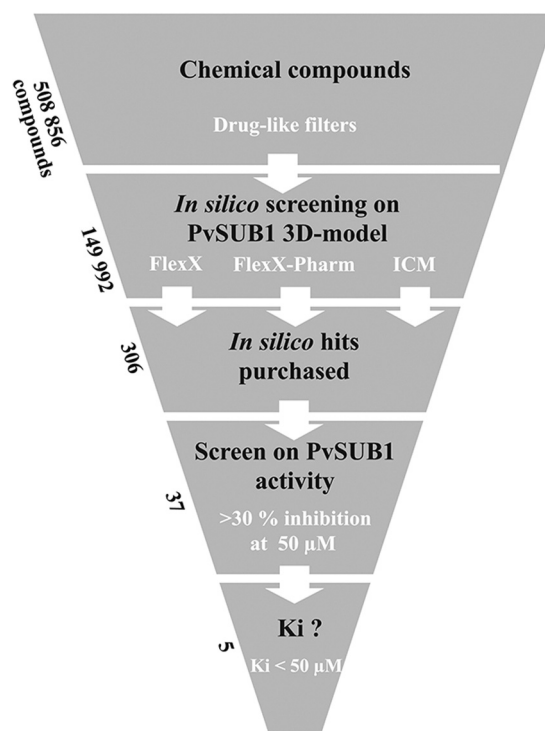 508 856
compounds
Chemical compounds
Drug-like filters
149 992
In silico screening on
PvSUB1 3D-model
FlexX FlexX-Pharm ICM
306
In silico hits
purchased
37
Screen on PvSUB1
activity
>30 % inhibition
at 50 µM
5
Ki ?
Ki < 50 µM